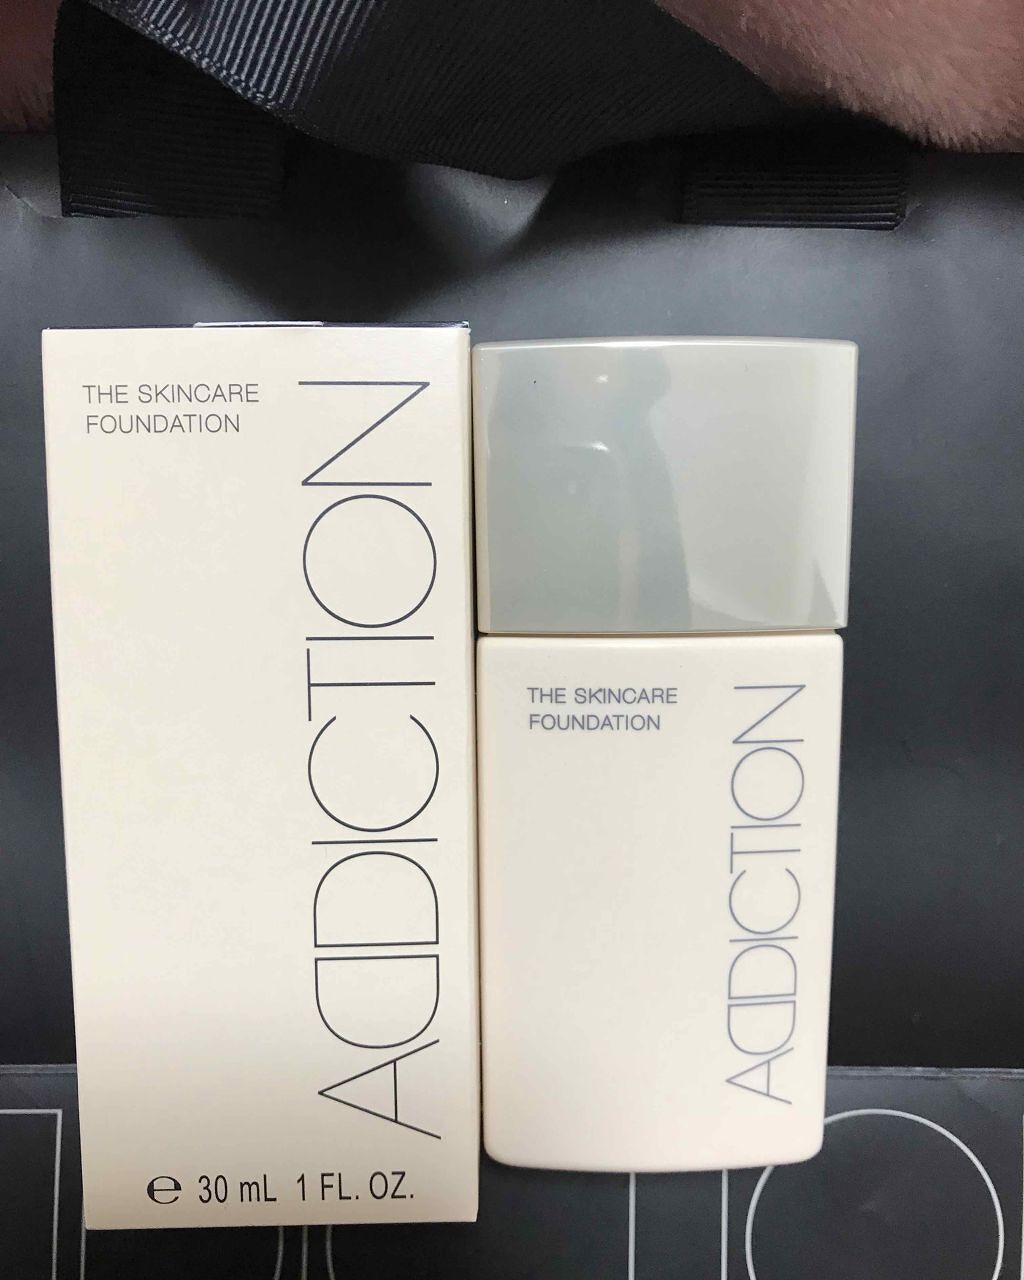 THE SKINCARE
FOUNDATION
ADDICTION
℮ 30 mL 1 FL. OZ.
THE SKINCARE
FOUNDATION
ADDICTION